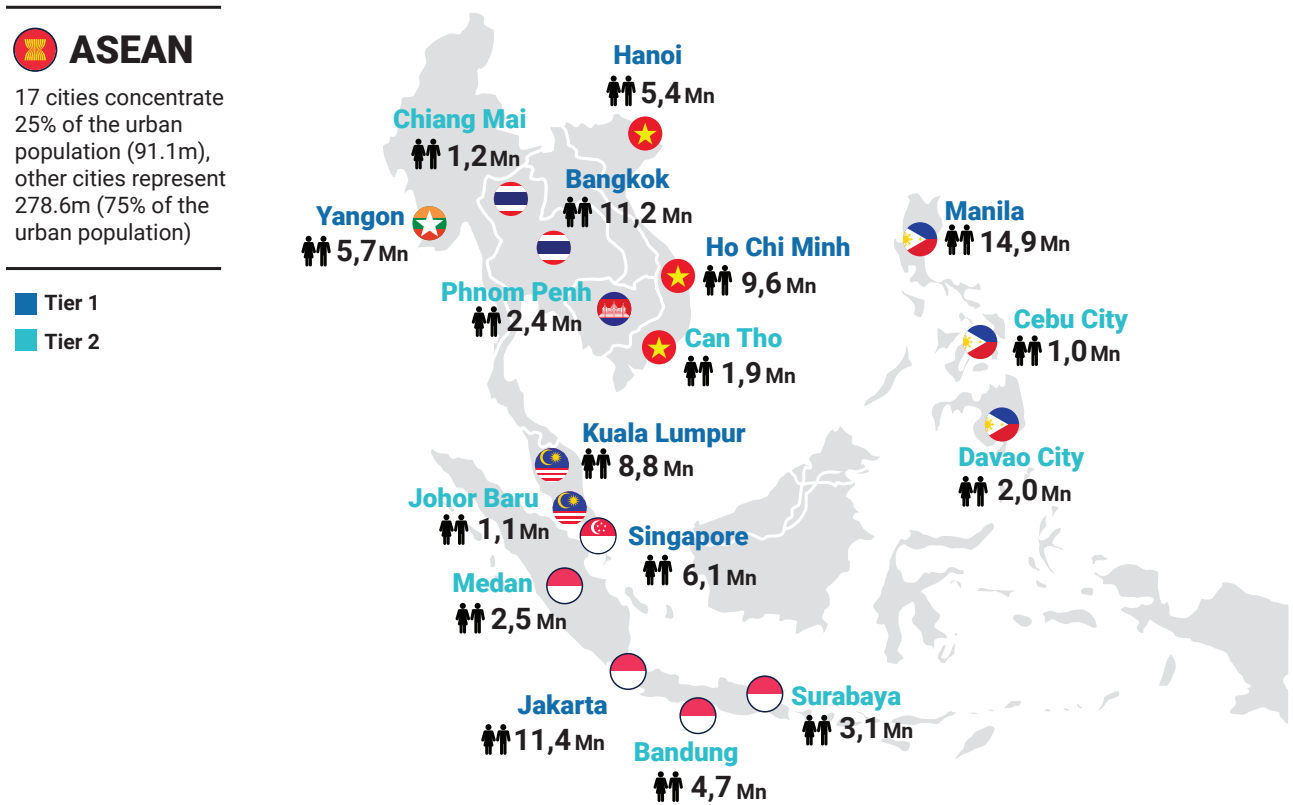 ASEAN
17 cities concentrate
25% of the urban
population (91.1m),
other cities represent
278.6m (75% of the
urban population)
Tier 1
Tier 2
Hanoi
5,4 Mn
Chiang Mai
1,2 Mn
Bangkok
11,2 Mn
Yangon
5,7 Mn
Manila
14,9 Mn
Ho Chi Minh
9,6 Mn
Phnom Penh
2,4 Mn
Can Tho
1,9 Mn
Cebu City
1,0 Mn
Kuala Lumpur
8,8 Mn
Davao City
2,0 Mn
Johor Baru
1,1 Mn
Singapore
6,1 Mn
Medan
2,5 Mn
Jakarta
11,4 Mn
Surabaya
3,1 Mn
Bandung
4,7 Mn